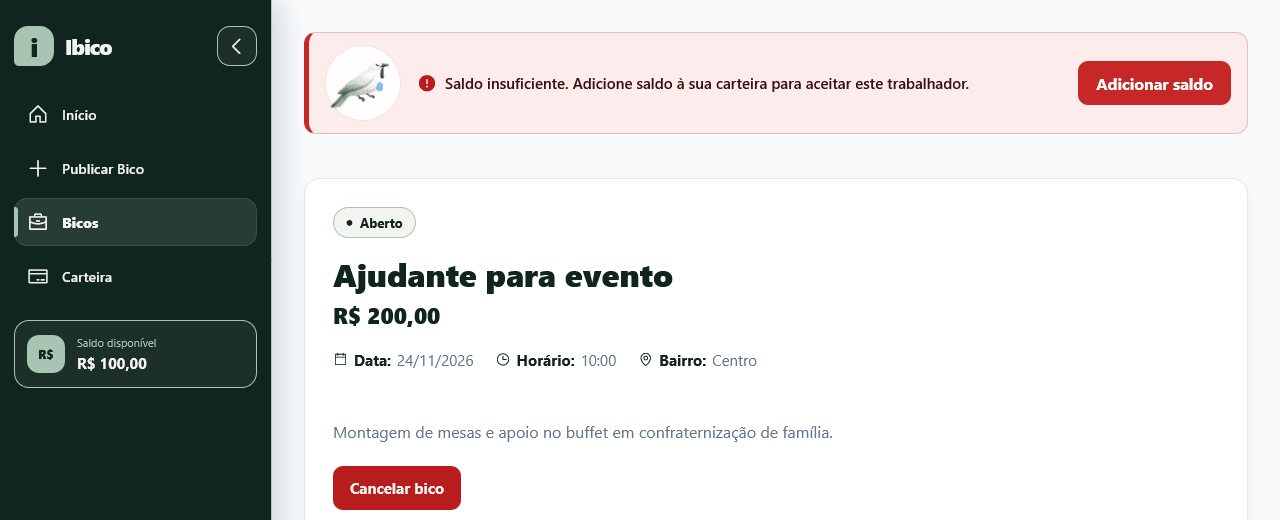 i
Ibico
Início
Publicar Bico
Bicos
Carteira
R$
Saldo disponível
R$ 100,00
Saldo insuficiente. Adicione saldo à sua carteira para aceitar este trabalhador.
Adicionar saldo
Aberto
Ajudante para evento
R$ 200,00
Data: 24/11/2026 Horário: 10:00 Bairro: Centro
Montagem de mesas e apoio no buffet em confraternização de família.
Cancelar bico